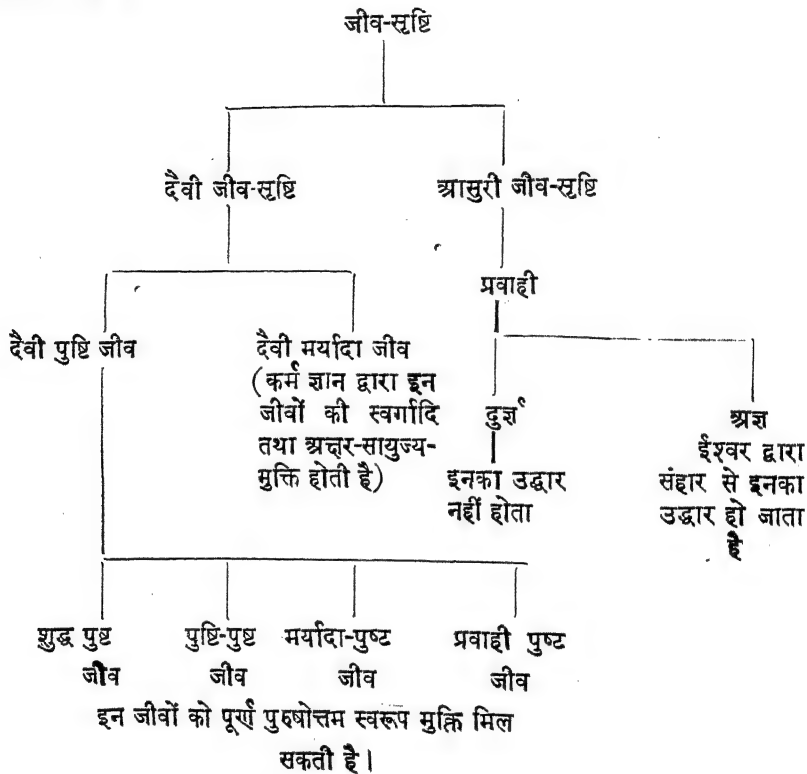 जीव-सृष्टि
दैवी जीव-सृष्टि
आसुरी जीव-सृष्टि
प्रवाही
दैवी पुष्टि जीव
दैवी मर्यादा जीव
(कर्म ज्ञान द्वारा इन
जीवों की स्वर्गादि
तथा अक्षर-सायुज्य-
मुक्ति होती है)
दुर्ज्ञ
इनका उद्धार
नहीं होता
अज्ञ
ईश्वर द्वारा
संहार से इनका
उद्धार हो जाता
है
शुद्ध पुष्ट
जीव
पुष्टि-पुष्ट
जीव
मर्यादा-पुष्ट
जीव
प्रवाही पुष्ट
जीव
इन जीवों को पूर्ण पुरुषोत्तम स्वरूप मुक्ति मिल
सकती है।